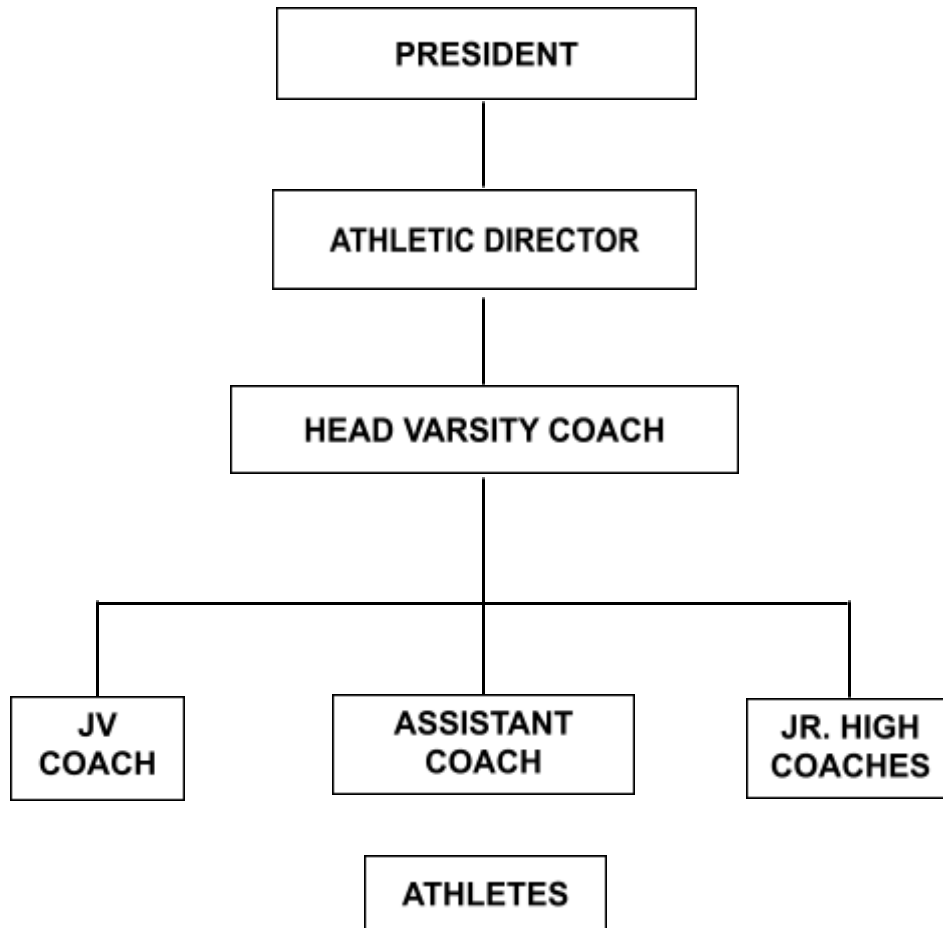 PRESIDENT
ATHLETIC DIRECTOR
HEAD VARSITY COACH
JV
COACH
ASSISTANT
COACH
JR. HIGH
COACHES
ATHLETES